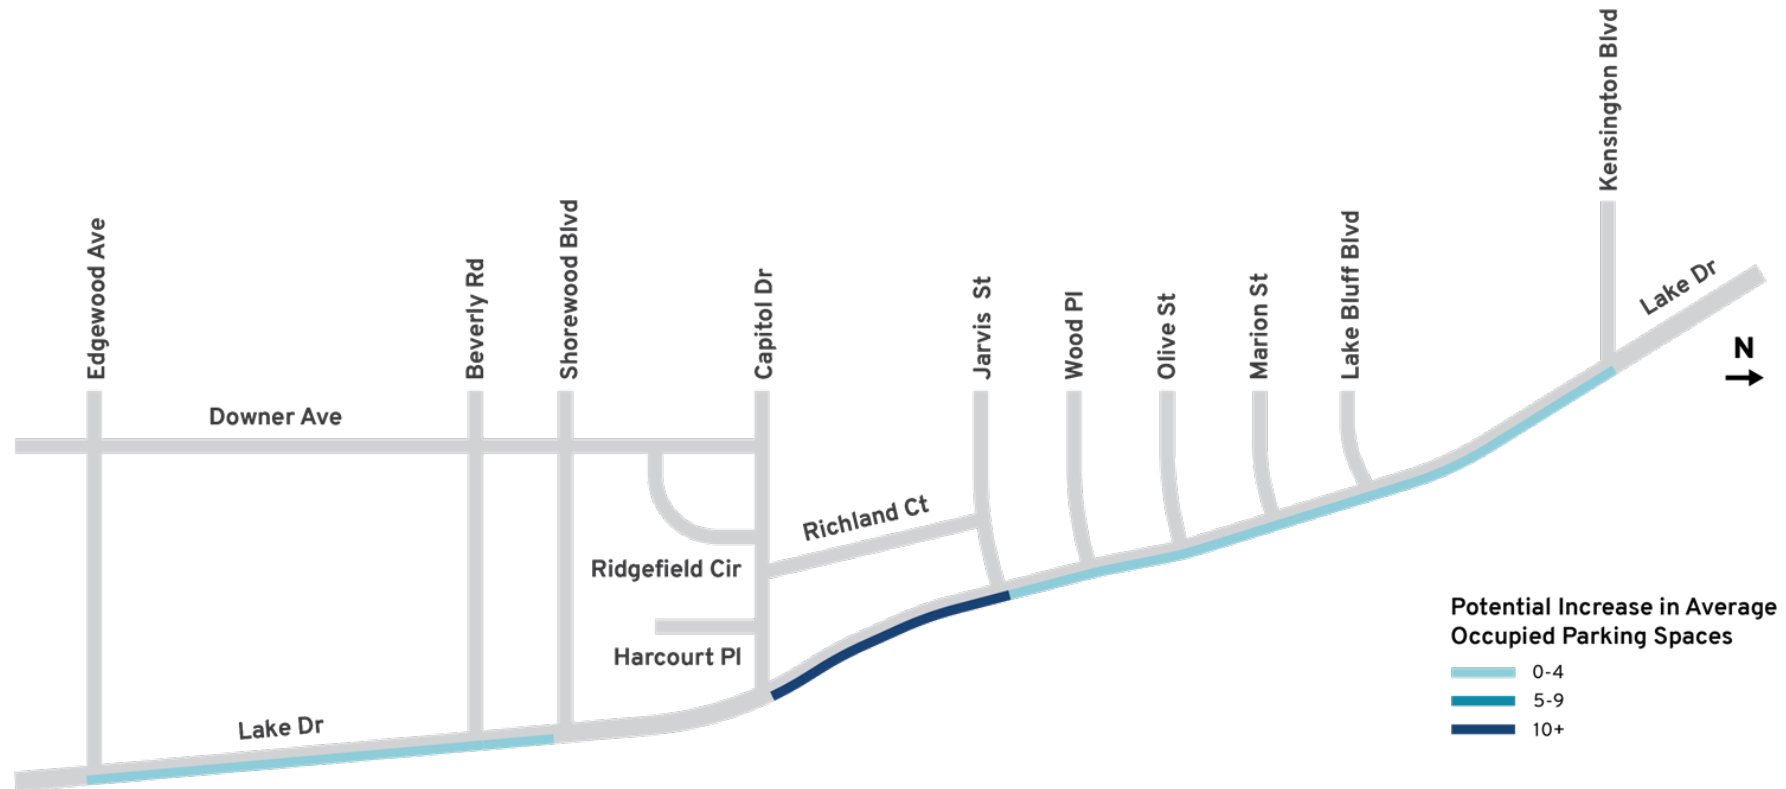 Kensington Blvd
Edgewood Ave
Beverly Rd
Shorewood Blvd
Capitol Dr
Jarvis St
Wood Pl
Olive St
Marion St
Lake Bluff Blvd
Lake Dr
N
Downer Ave
Richland Ct
Ridgefield Cir
Harcourt Pl
Lake Dr
Potential Increase in Average
Occupied Parking Spaces
0-4
5-9
10+